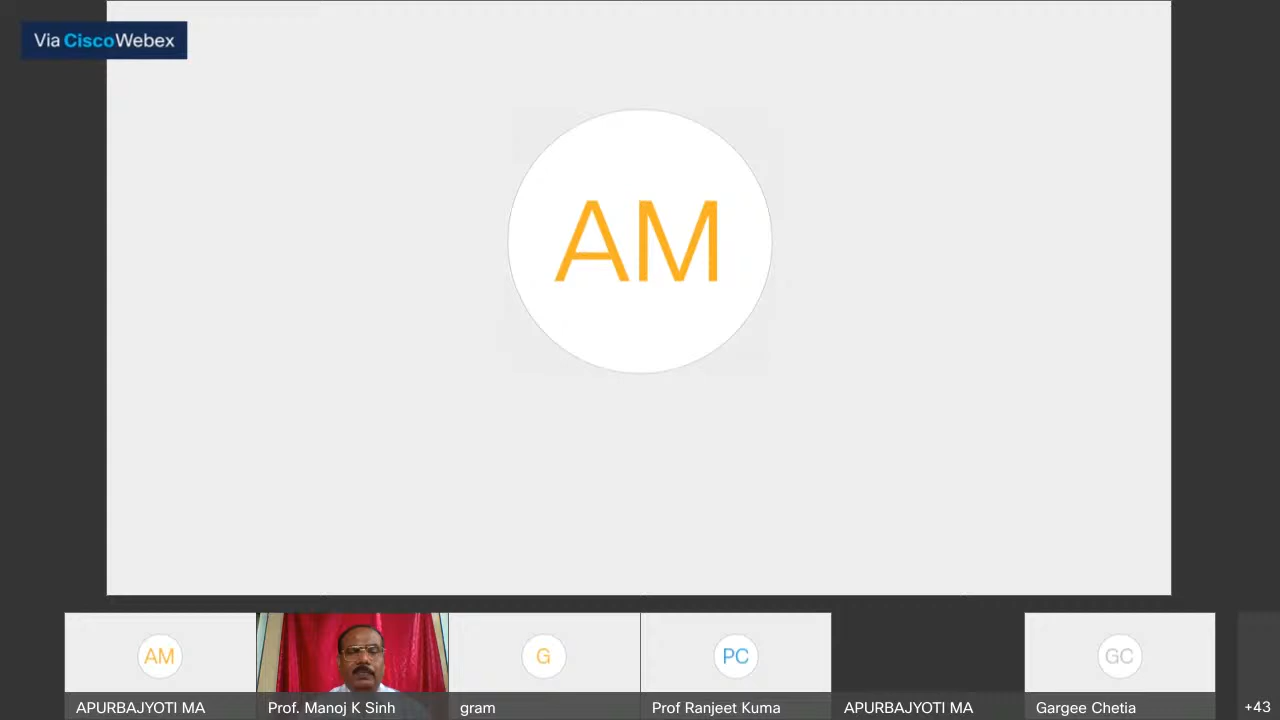 Via CiscoWebex
AM
AM
G
PC
GC
APURBAJYOTI MA
Prof. Manoj K Sinh
gram
Prof Ranjeet Kuma
APURBAJYOTI MA
Gargee Chetia
+43